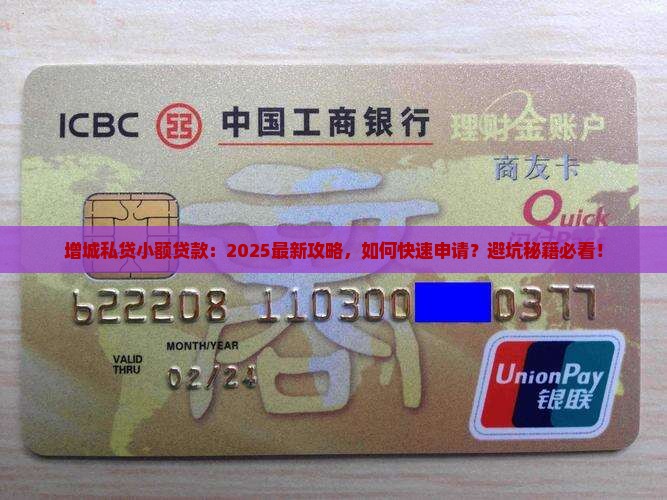 ICBC 中国工商银行 理财金账户
商友卡
Quick
增城私贷小额贷款：2025最新攻略，如何快速申请？避坑秘籍必看！
622208 110300 0377
MONTH/YEAR
VALID THRU 02/24
商
UnionPay
银联